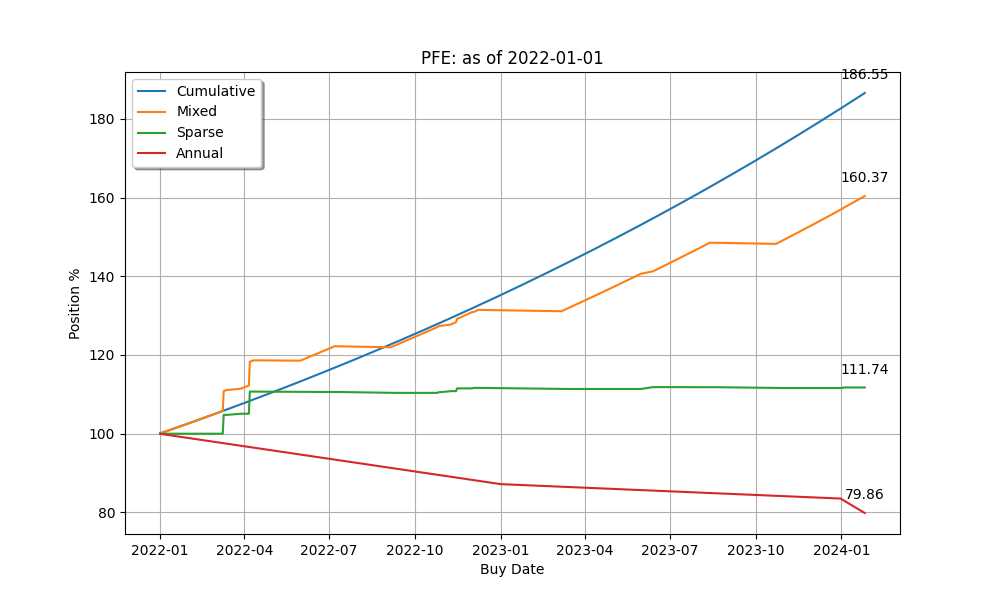 PFE: as of 2022-01-01
186.55
Cumulative
Mixed
Sparse
Annual
160.37
111.74
79.86
180
160
140
120
100
80
Position %
2022-01 2022-04 2022-07 2022-10 2023-01 2023-04 2023-07 2023-10 2024-01
Buy Date